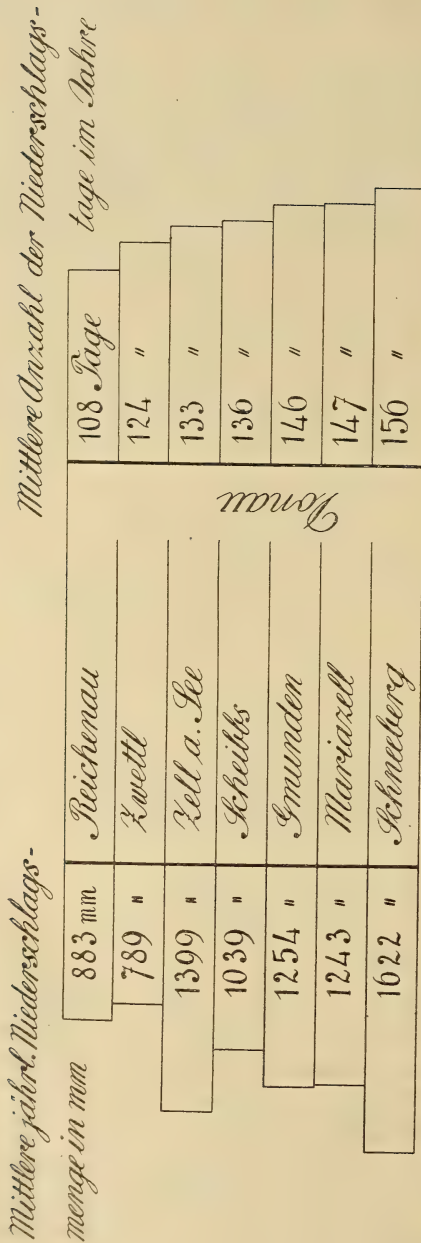 Mittlere jährl. Niederschlags-
menge in mm
Mittlere Anzahl der Niederschlags-
tage im Jahre
883 mm Reichenau 108 Tage
789 " Zwettl 124 "
1399 " Zell a. See 133 "
1039 " Scheibbs 136 "
1254 " Gmunden 146 "
1243 " Mariazell 147 "
1622 " Schneeberg 156 "
Donau